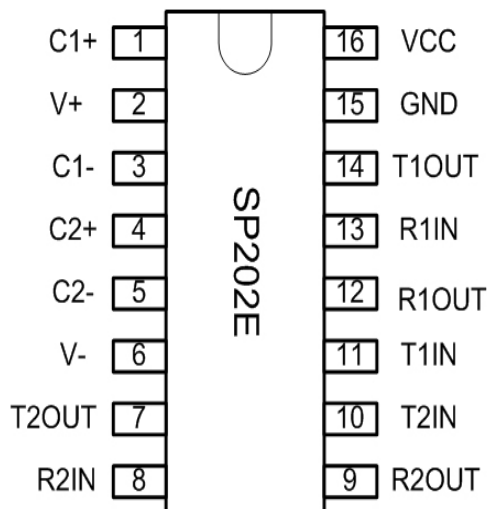 C1+ 1 16 VCC
V+ 2 15 GND
C1- 3 14 T1OUT
C2+ 4 13 R1IN
SP202E
C2- 5 12 R1OUT
V- 6 11 T1IN
T2OUT 7 10 T2IN
R2IN 8 9 R2OUT